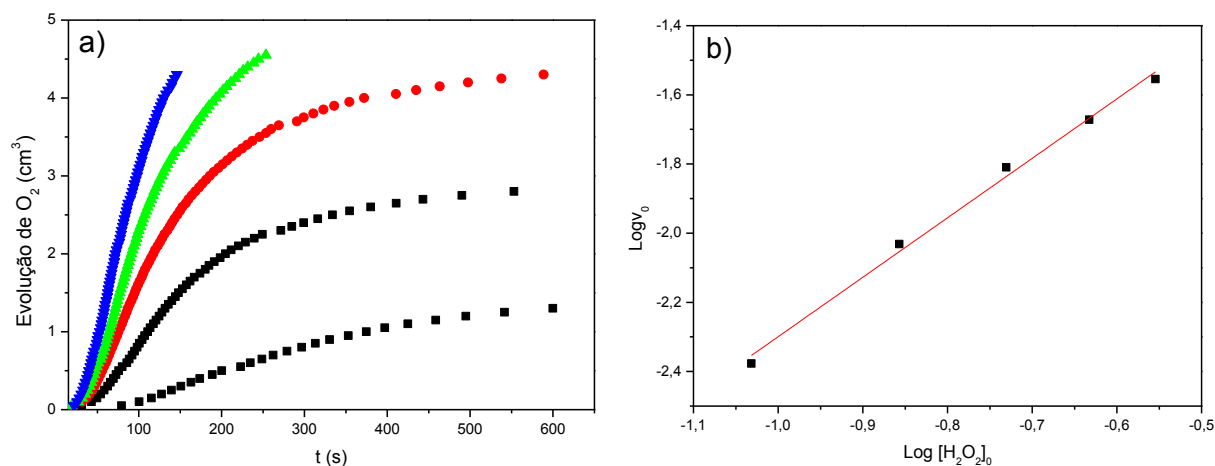 a)
Evolução de O2 (cm3)
5
4
3
2
1
0
100 200 300 400 500 600
t (s)
b)
Logv0
-1,4
-1,6
-1,8
-2,0
-2,2
-2,4
-1,1 -1,0 -0,9 -0,8 -0,7 -0,6 -0,5
Log [H2O2]0